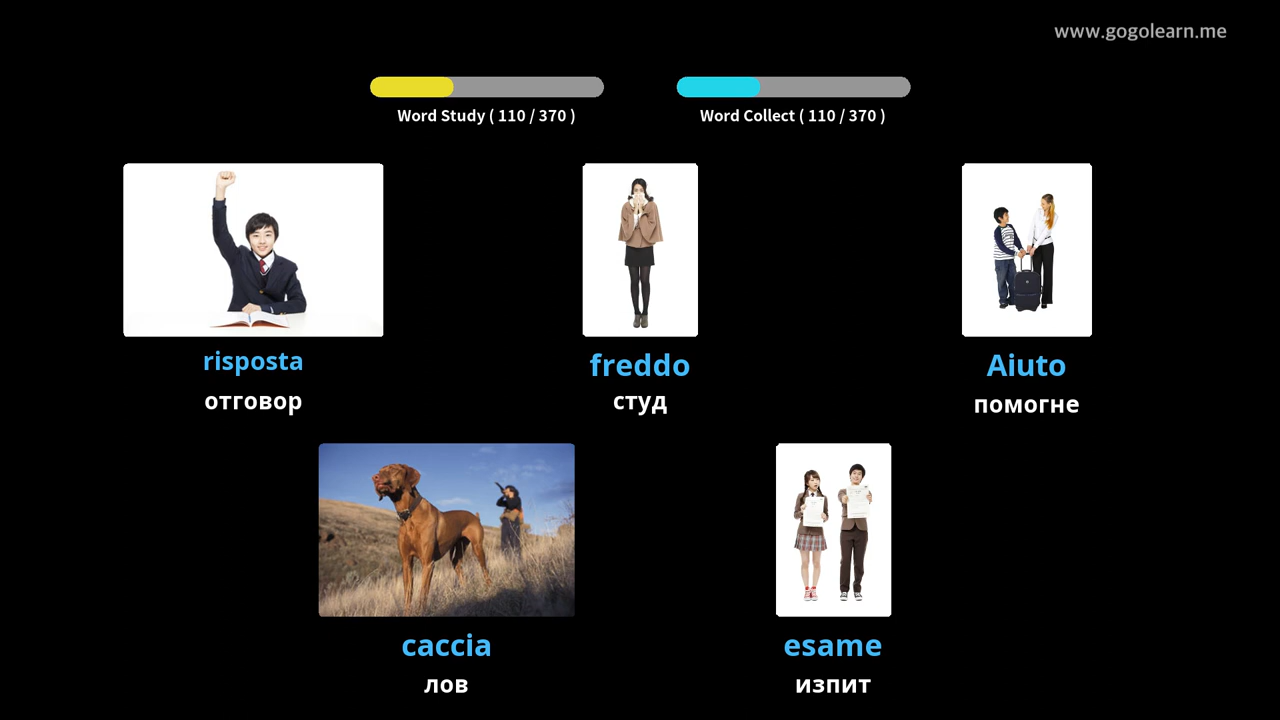 www.gogolearn.me
Word Study ( 110 / 370 )
Word Collect ( 110 / 370 )
risposta
отговор
freddo
студ
Aiuto
помогне
caccia
лов
esame
изпит